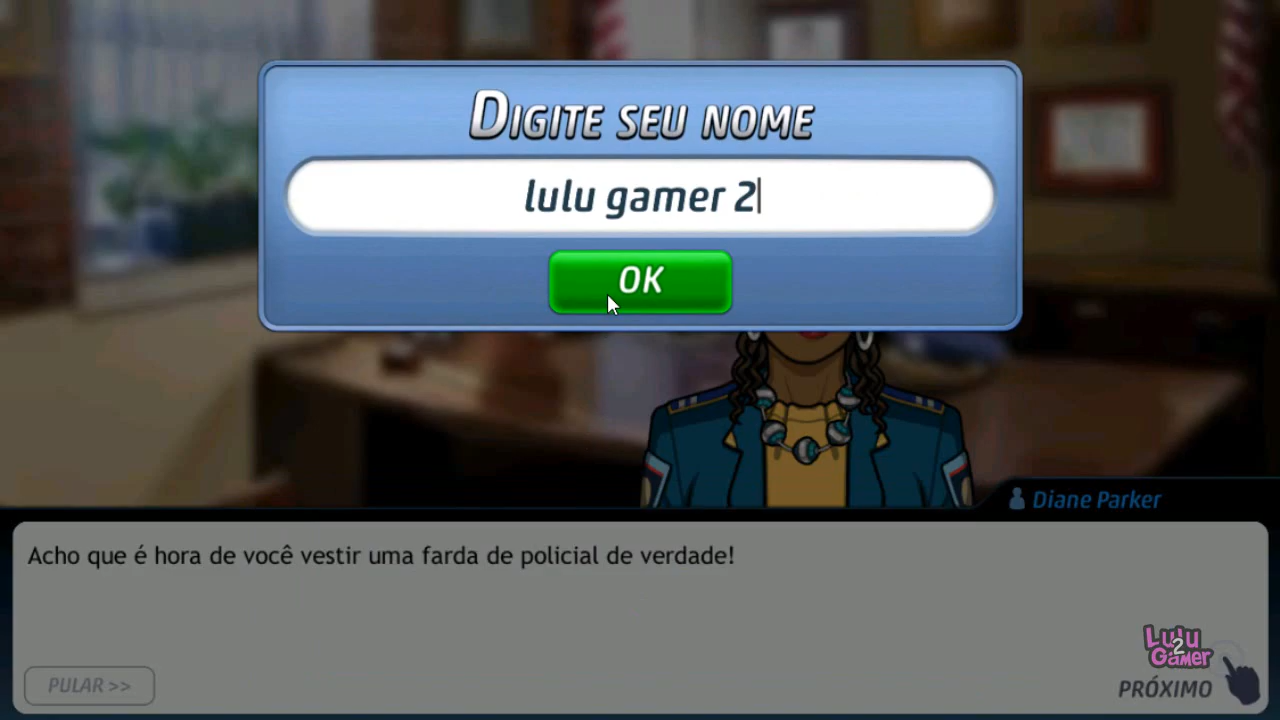 DIGITE SEU NOME
lulu gamer 2
OK
Diane Parker
Acho que é hora de você vestir uma farda de policial de verdade!
Lulu
2
Gamer
PULAR >>
PRÓXIMO